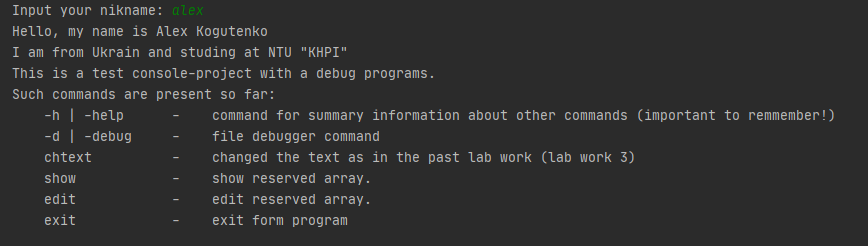 Input your nikname: alex
Hello, my name is Alex Kogutenko
I am from Ukrain and studing at NTU "KHPI"
This is a test console-project with a debug programs.
Such commands are present so far:
-h | -help - command for summary information about other commands (important to remmember!)
-d | -debug - file debugger command
chtext - changed the text as in the past lab work (lab work 3)
show - show reserved array.
edit - edit reserved array.
exit - exit form program